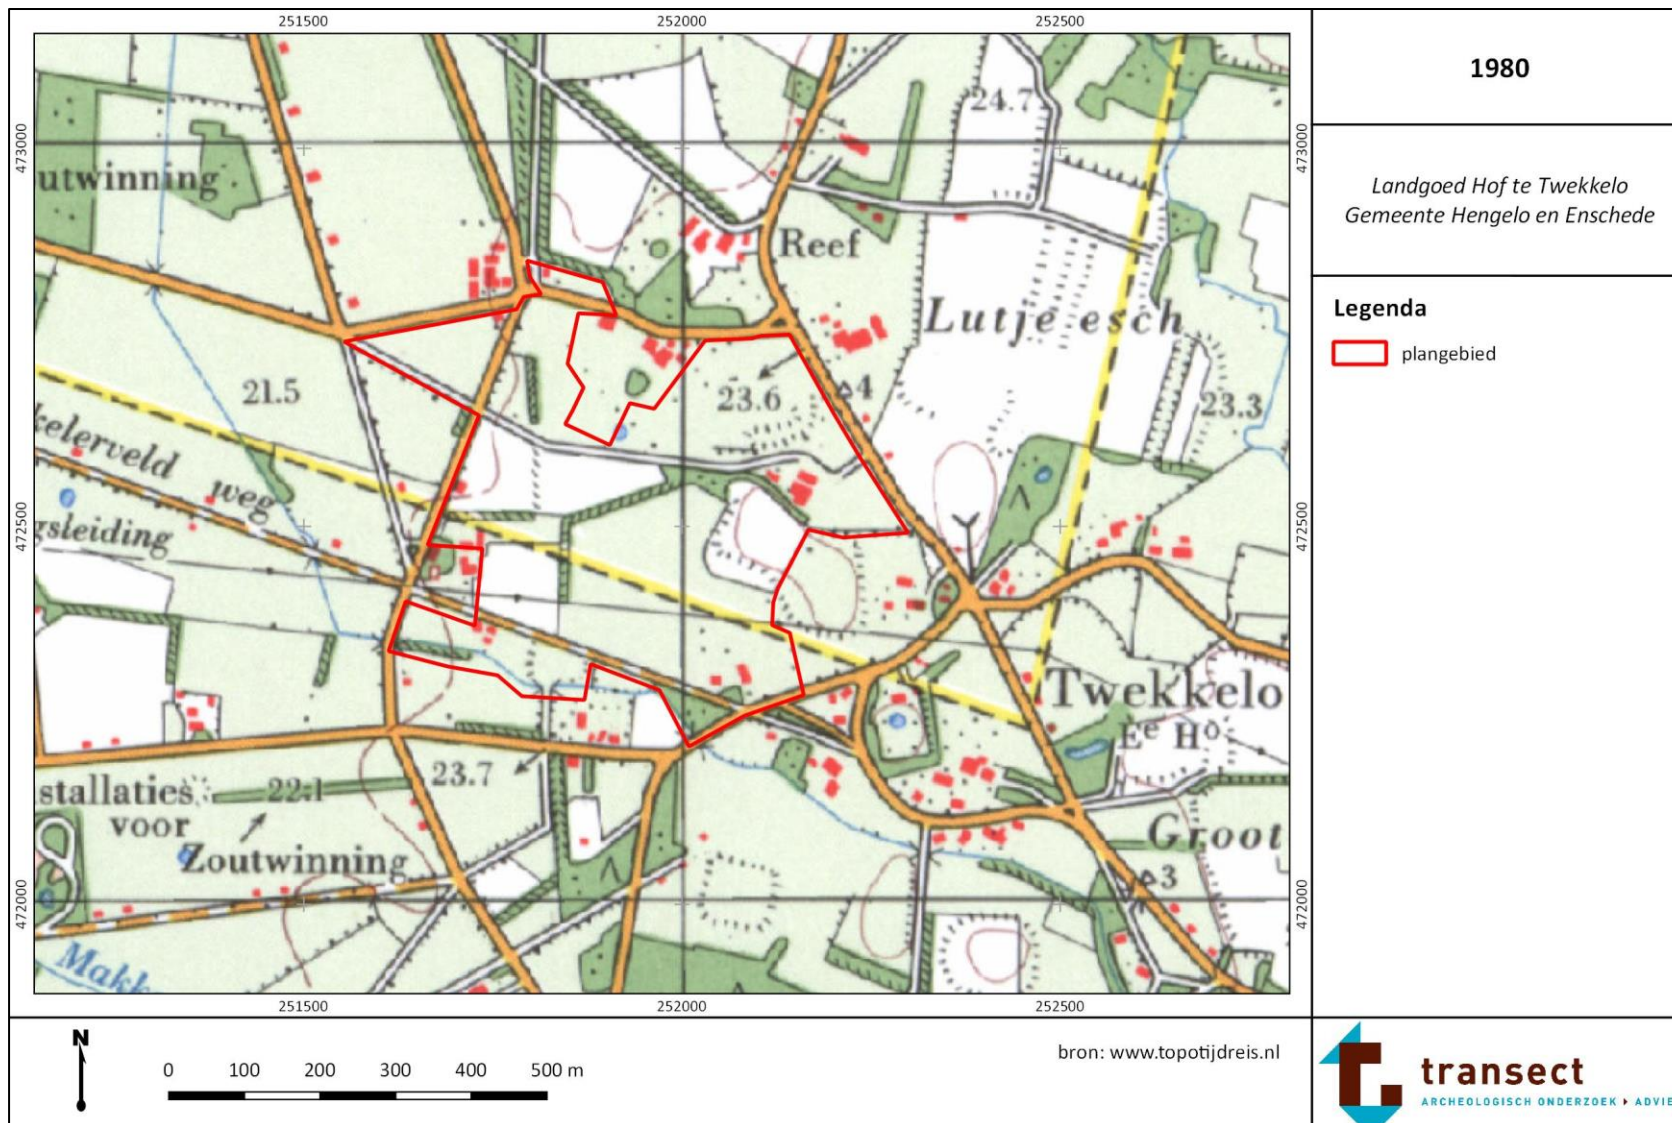 251500
252000
252500
473000
472500
472000
473000
472500
472000
251500
252000
252500
utwinning
24.7
Reef
Lutje esch
21.5
23.6
4
23.3
kelerveld
weg
gsleiding
Twekkelo
Ee Ho
stallaties
voor
Zoutwinning
22.1
23.7
Groot
3
Makk
N
0 100 200 300 400 500 m
bron: www.topotijdreis.nl
1980
Landgoed Hof te Twekkelo
Gemeente Hengelo en Enschede
Legenda
plangebied
transect
ARCHEOLOGISCH ONDERZOEK ADVIE